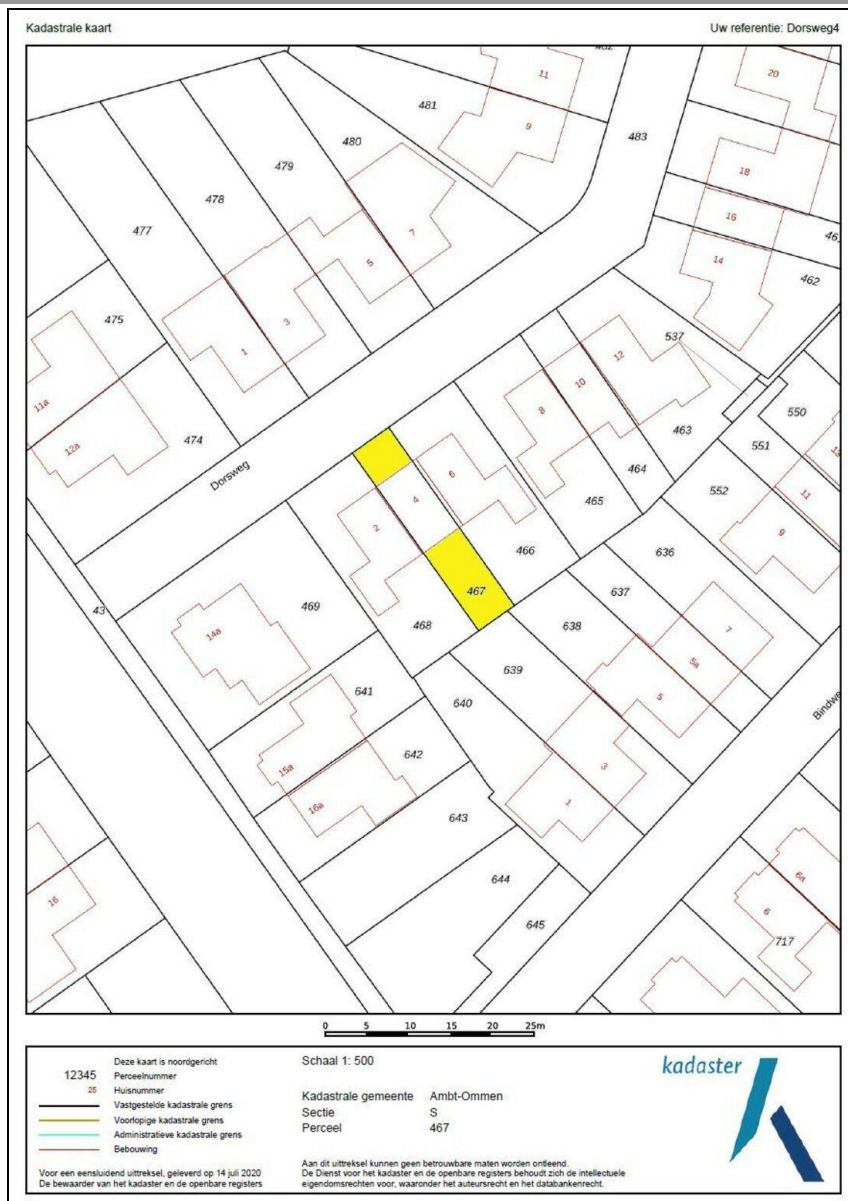 Kadastrale kaart
Uw referentie: Dorsweg4
11
20
481
9
483
480
479
18
478
7
16
477
5
14
462
475
3
537
12
1
10
11a
8
550
463
12a
474
6
551
464
Dorsweg
4
465
552
11
2
9
466
636
467
637
43
469
468
638
7
14a
5a
639
641
5
640
Bindwe
642
15a
3
16a
1
643
644
6a
16
6
645
717
0 5 10 15 20 25m
Deze kaart is noordgericht
12345 Perceelnummer
25 Huisnummer
Vastgestelde kadastrale grens
Voorlopige kadastrale grens
Administratieve kadastrale grens
Bebouwing
Voor een eensluidend uittreksel, geleverd op 14 juli 2020
De bewaarder van het kadaster en de openbare registers
Schaal 1: 500
Kadastrale gemeente Ambt-Ommen
Sectie S
Perceel 467
Aan dit uittreksel kunnen geen betrouwbare maten worden ontleend.
De Dienst voor het kadaster en de openbare registers behoudt zich de intellectuele
eigendomsrechten voor, waaronder het auteursrecht en het databankenrecht.
kadaster